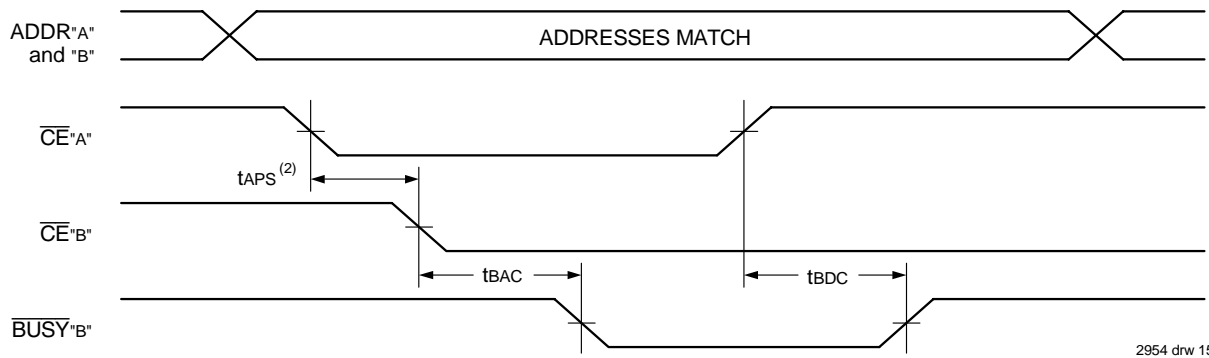 ADDR"A"
and "B"
ADDRESSES MATCH
CE"A"
tAPS (2)
CE"B"
tBAC
tBDC
BUSY"B"
2954 drw 15